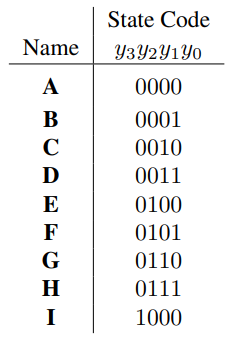 State Code
Name y3y2y1y0
A 0000
B 0001
C 0010
D 0011
E 0100
F 0101
G 0110
H 0111
I 1000